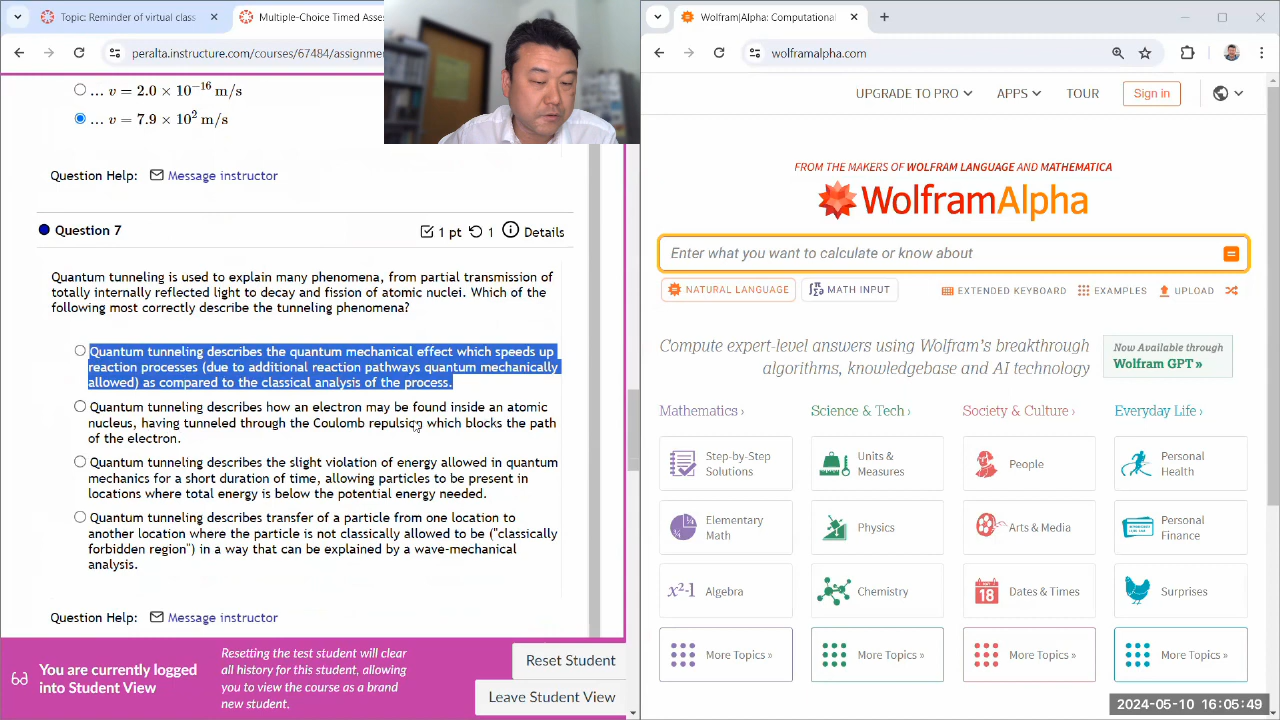 Topic: Reminder of virtual class
Multiple-Choice Timed Asse
Wolfram|Alpha: Computational
peralta.instructure.com/courses/67484/assignme
wolframalpha.com
... v = 2.0 × 10⁻¹⁶ m/s
... v = 7.9 × 10² m/s
Question Help: Message instructor
Question 7
1 pt 1 Details
Quantum tunneling is used to explain many phenomena, from partial transmission of
totally internally reflected light to decay and fission of atomic nuclei. Which of the
following most correctly describe the tunneling phenomena?
Quantum tunneling describes the quantum mechanical effect which speeds up
reaction processes (due to additional reaction pathways quantum mechanically
allowed) as compared to the classical analysis of the process.
Quantum tunneling describes how an electron may be found inside an atomic
nucleus, having tunneled through the Coulomb repulsion which blocks the path
of the electron.
Quantum tunneling describes the slight violation of energy allowed in quantum
mechanics for a short duration of time, allowing particles to be present in
locations where total energy is below the potential energy needed.
Quantum tunneling describes transfer of a particle from one location to
another location where the particle is not classically allowed to be ("classically
forbidden region") in a way that can be explained by a wave-mechanical
analysis.
Question Help: Message instructor
You are currently logged
into Student View
Resetting the test student will clear
all history for this student, allowing
you to view the course as a brand
new student.
Reset Student
Leave Student View
UPGRADE TO PRO
APPS
TOUR
Sign in
FROM THE MAKERS OF WOLFRAM LANGUAGE AND MATHEMATICA
WolframAlpha
Enter what you want to calculate or know about
NATURAL LANGUAGE
MATH INPUT
EXTENDED KEYBOARD
EXAMPLES
UPLOAD
Compute expert-level answers using Wolfram's breakthrough
algorithms, knowledgebase and AI technology
Now Available through
Wolfram GPT »
Mathematics ›
Science & Tech ›
Society & Culture ›
Everyday Life ›
Step-by-Step
Solutions
Units &
Measures
People
Personal
Health
Elementary
Math
Physics
Arts & Media
Personal
Finance
x²-1
Algebra
Chemistry
18
Dates & Times
Surprises
More Topics »
More Topics »
More Topics »
More Topics »
2024-05-10 16:05:49